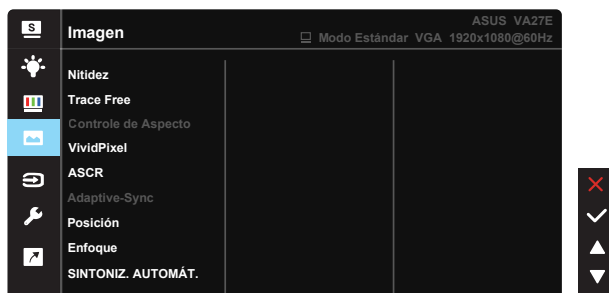 S
Imagen
ASUS VA27E
Modo Estándar VGA 1920x1080@60Hz
Nitidez
Trace Free
Controle de Aspecto
VividPixel
ASCR
Adaptive-Sync
Posición
Enfoque
SINTONIZ. AUTOMÁT.